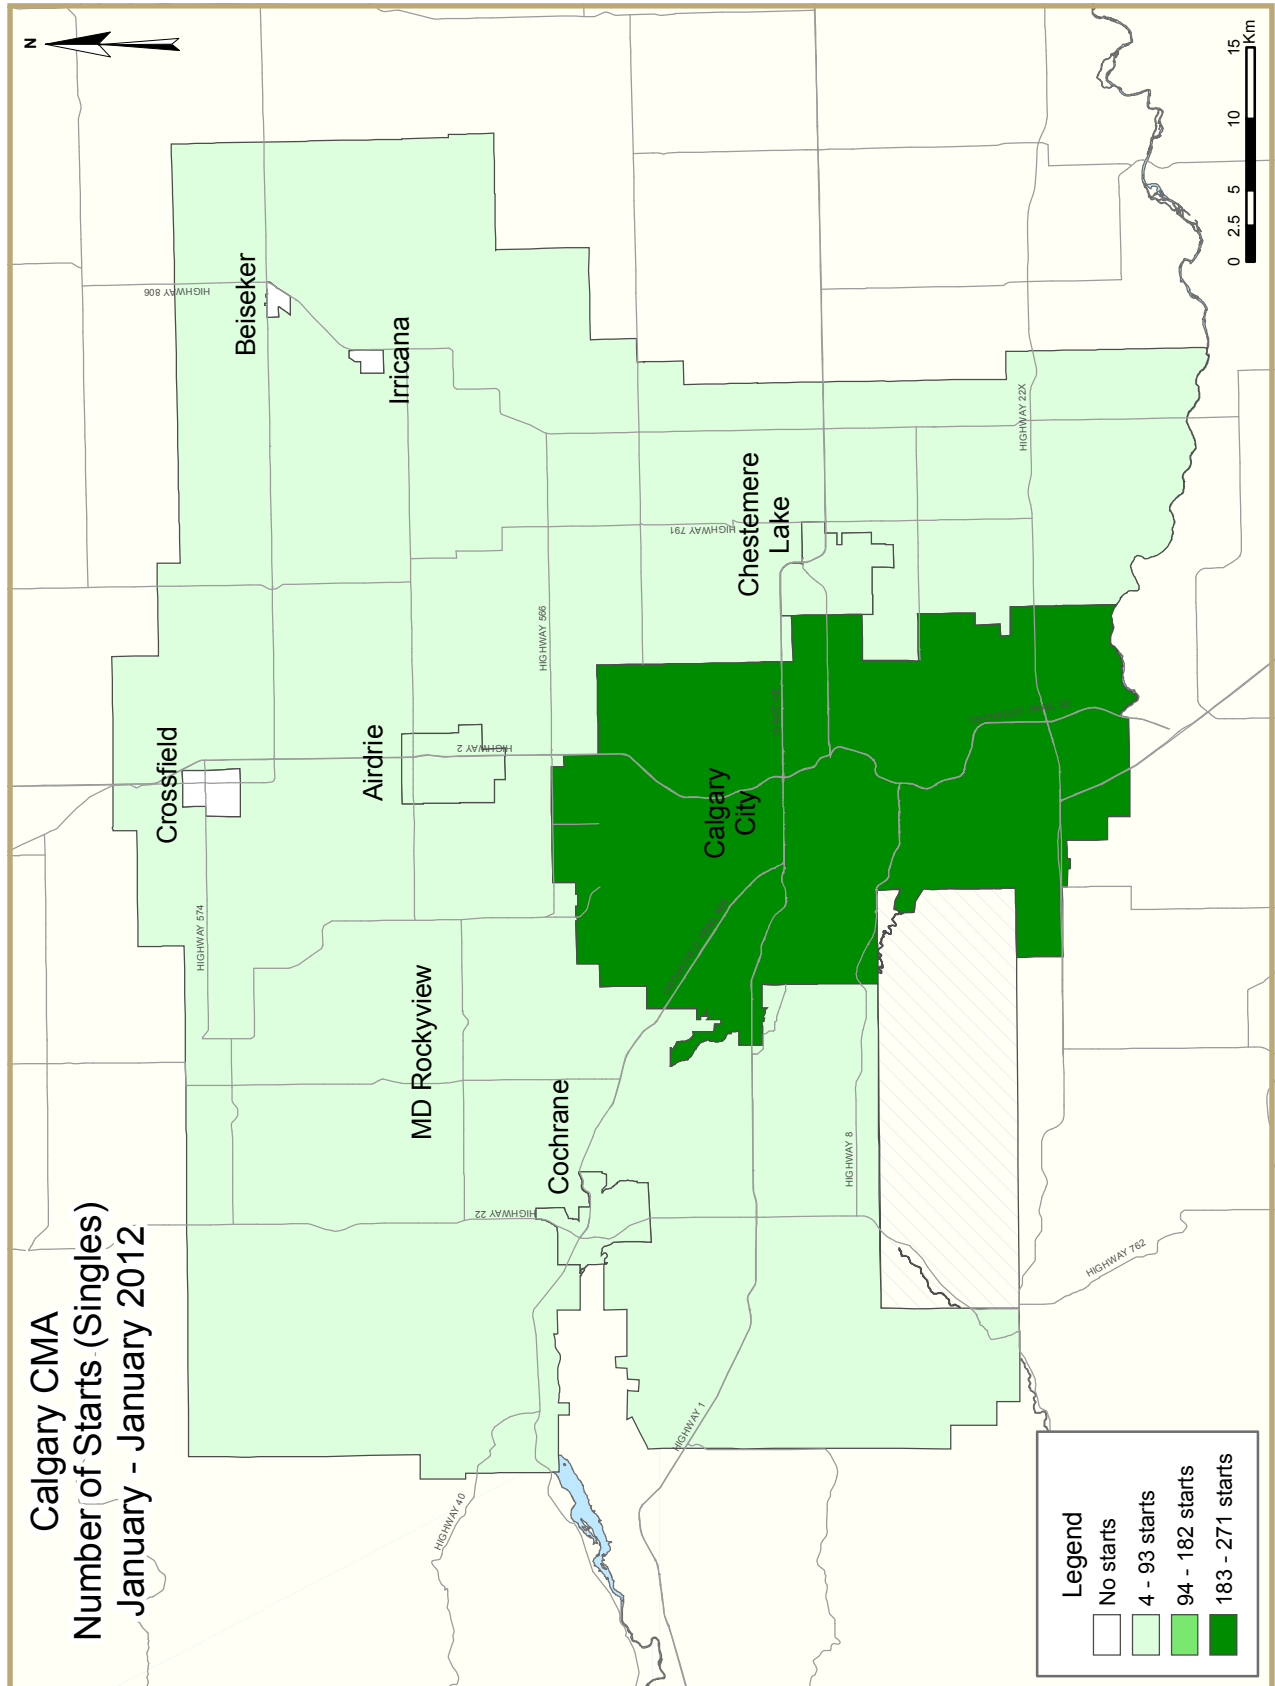 Calgary CMA
Number of Starts (Singles)
January - January 2012
N
Crossfield
Beiseker
Irricana
Airdrie
MD Rockyview
Cochrane
Calgary
City
Chestemere
Lake
HIGHWAY 806
HIGHWAY 574
HIGHWAY 2
HIGHWAY 566
HIGHWAY 791
HIGHWAY 22X
HIGHWAY 22
HIGHWAY 8
HIGHWAY 1
HIGHWAY 40
HIGHWAY 762
Legend
No starts
4 - 93 starts
94 - 182 starts
183 - 271 starts
0 2.5 5 10 15
Km